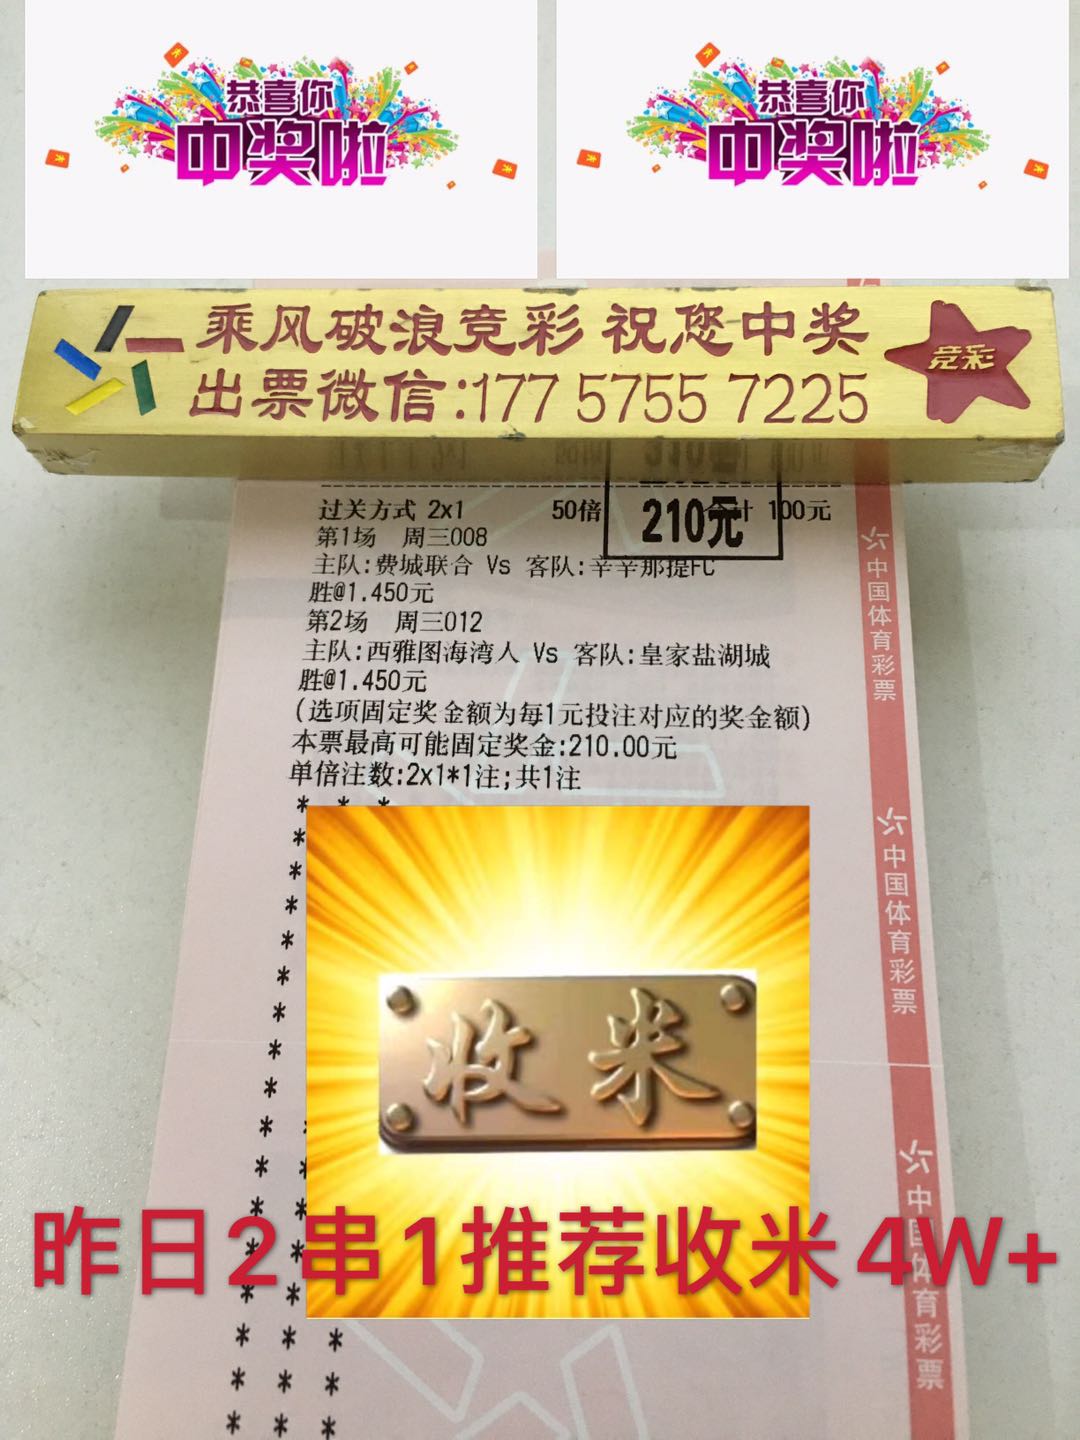 恭喜你
中奖啦
恭喜你
中奖啦
乘风破浪竞彩 祝您中奖
出票微信:177 5755 7225
竞彩
210元
过关方式 2x1 50倍 合计 100元
第1场 周三008
主队:费城联合 Vs 客队:辛辛那提FC
胜@1.450元
第2场 周三012
主队:西雅图海湾人 Vs 客队:皇家盐湖城
胜@1.450元
(选项固定奖金额为每1元投注对应的奖金额)
本票最高可能固定奖金:210.00元
单倍注数:2x1*1注;共1注
中国体育彩票
中国体育彩票
中国体育彩票
收米
昨日2串1推荐收米4W+